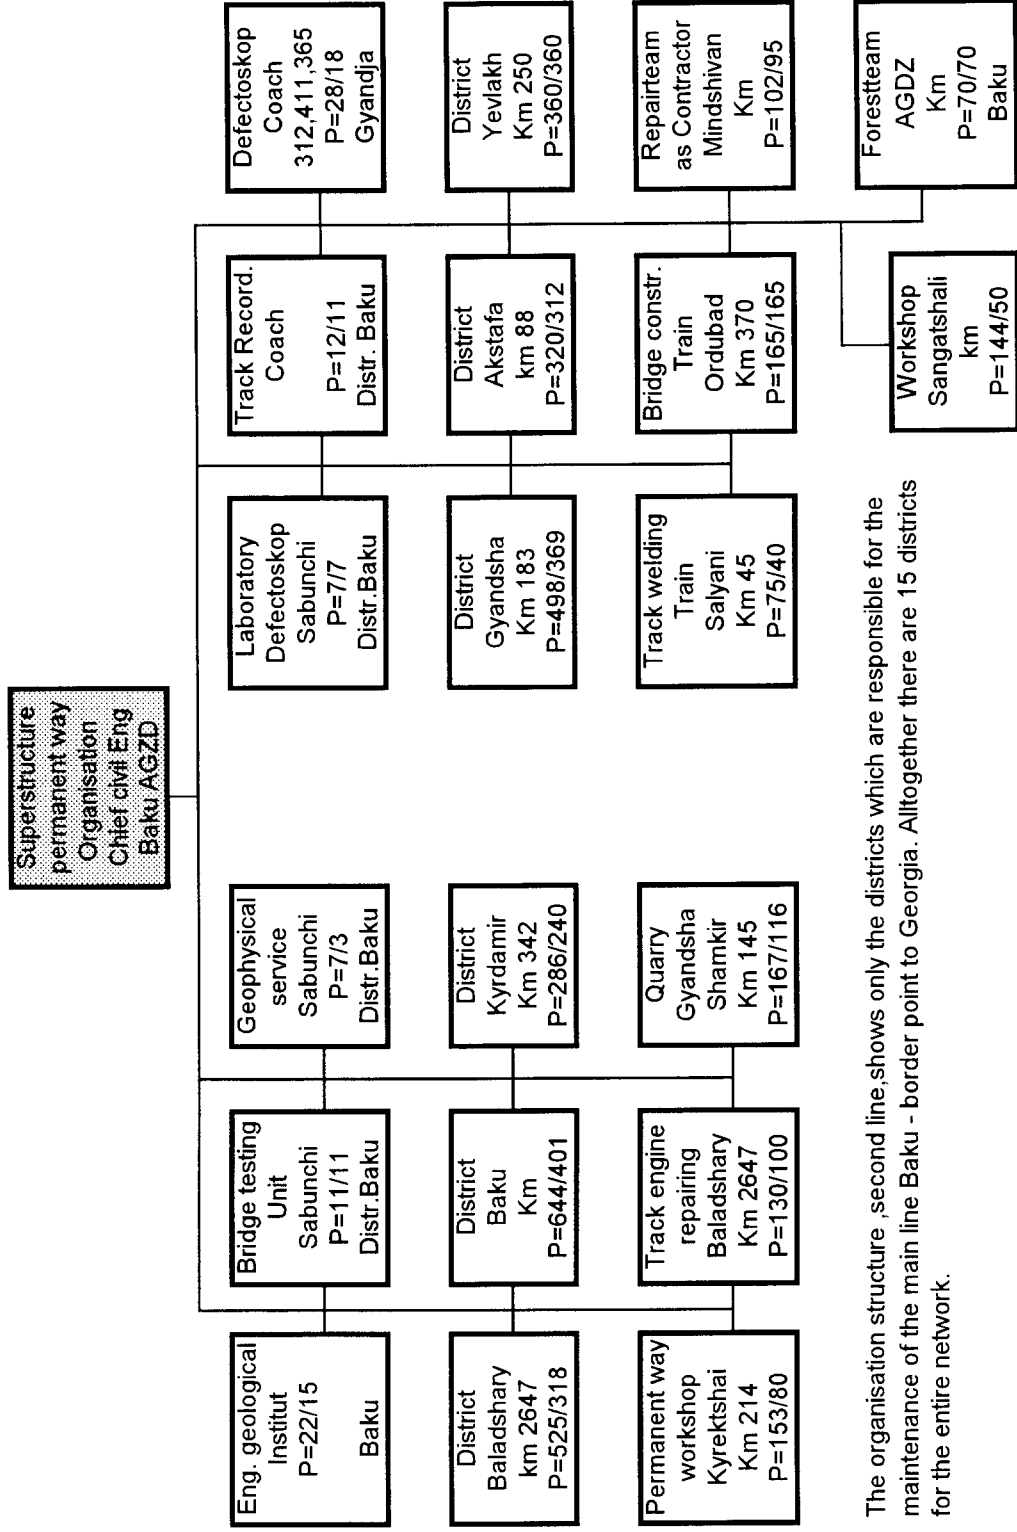 Superstructure
permanent way
Organisation
Chief civil Eng
Baku AGZD
Eng. geological
Institut
P=22/15
Baku
Bridge testing
Unit
Sabunchi
P=11/11
Distr.Baku
Geophysical
service
Sabunchi
P=7/3
Distr.Baku
Laboratory
Defectoskop
Sabunchi
P=7/7
Distr.Baku
Track Record.
Coach
P=12/11
Distr. Baku
Defectoskop
Coach
312,411,365
P=28/18
Gyandja
District
Baladshary
km 2647
P=525/318
District
Baku
Km
P=644/401
District
Kyrdamir
Km 342
P=286/240
District
Gyandsha
Km 183
P=498/369
District
Akstafa
km 88
P=320/312
District
Yevlakh
Km 250
P=360/360
Permanent way
workshop
Kyrektshai
Km 214
P=153/80
Track engine
repairing
Baladshary
Km 2647
P=130/100
Quarry
Gyandsha
Shamkir
Km 145
P=167/116
Track welding
Train
Salyani
Km 45
P=75/40
Bridge constr.
Train
Ordubad
Km 370
P=165/165
Repairteam
as Contractor
Mindshivan
Km
P=102/95
Workshop
Sangatshali
km
P=144/50
Forestteam
AGDZ
Km
P=70/70
Baku
The organisation structure ,second line,shows only the districts which are responsible for the
maintenance of the main line Baku - border point to Georgia. Alltogether there are 15 districts
for the entire network.